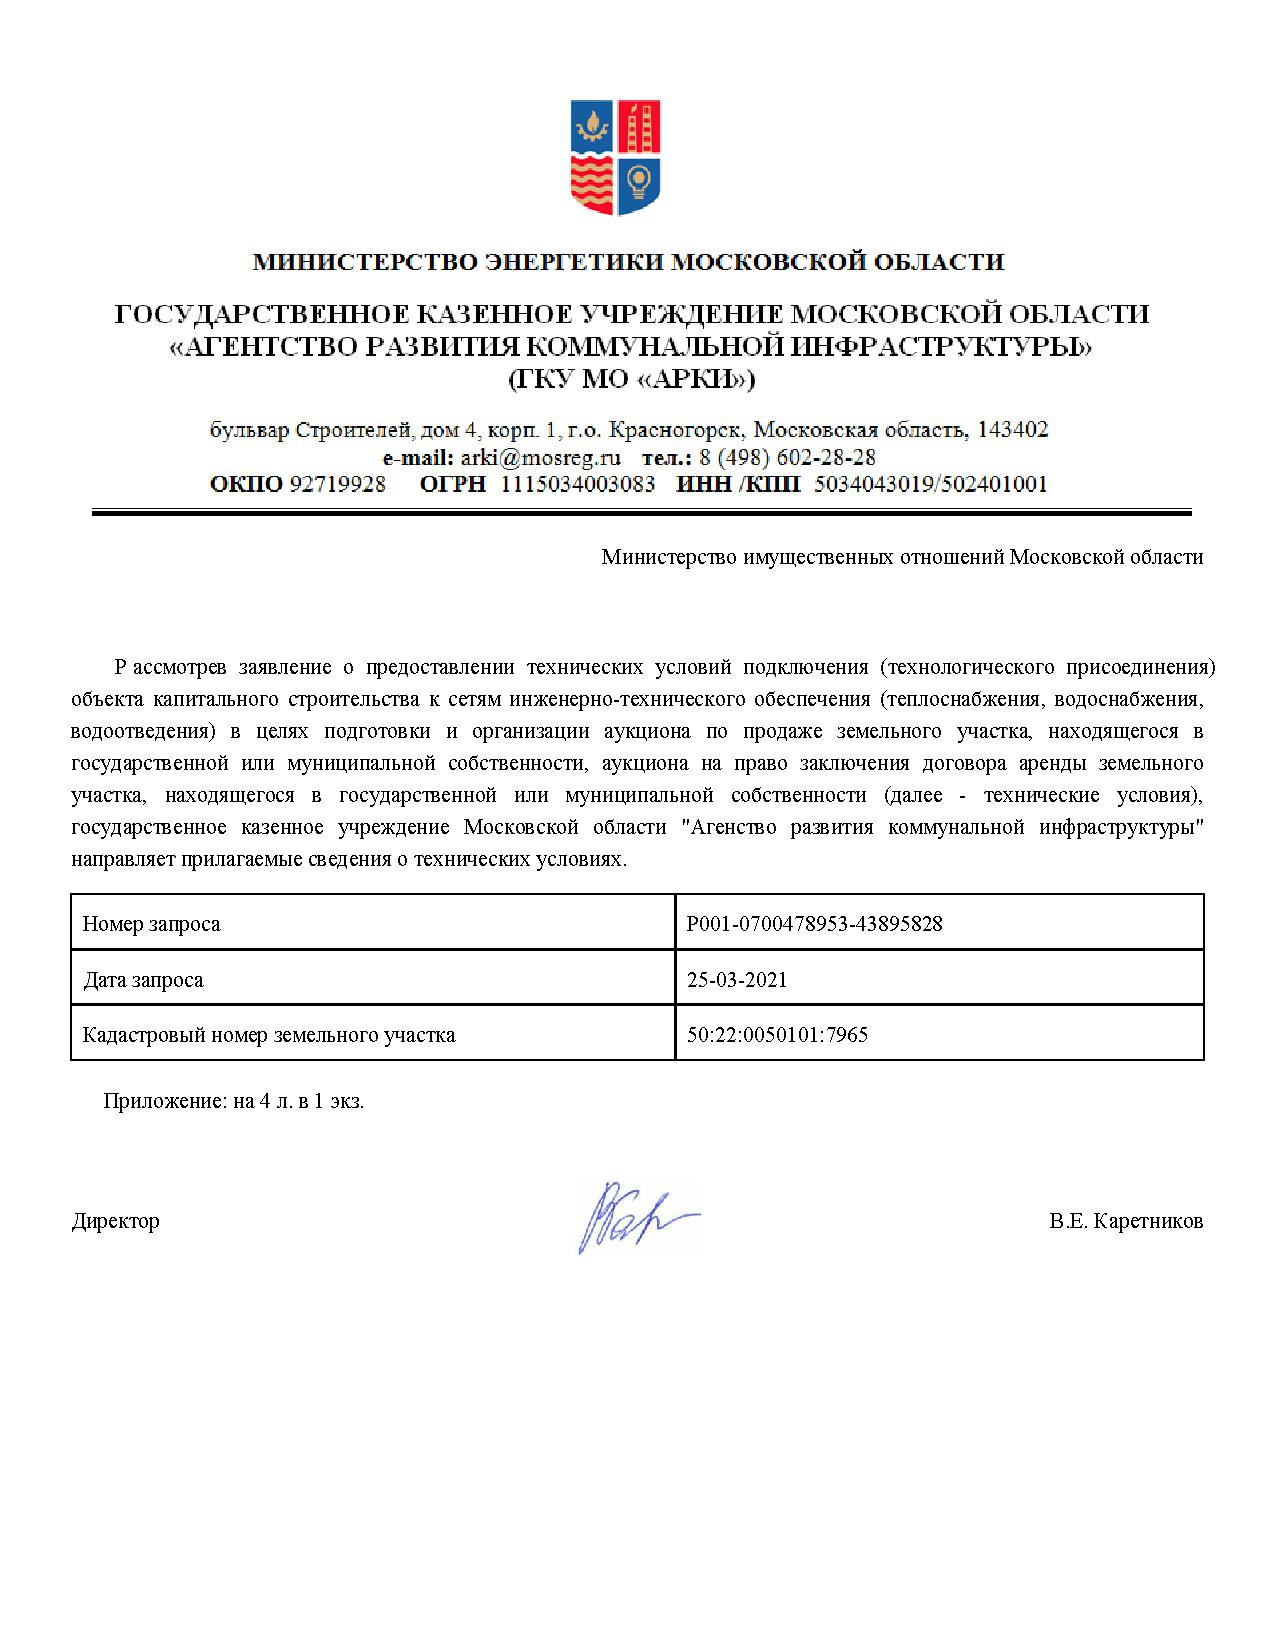 МИНИСТЕРСТВО ЭНЕРГЕТИКИ МОСКОВСКОЙ ОБЛАСТИ
ГОСУДАРСТВЕННОЕ КАЗЕННОЕ УЧРЕЖДЕНИЕ МОСКОВСКОЙ ОБЛАСТИ
«АГЕНТСТВО РАЗВИТИЯ КОММУНАЛЬНОЙ ИНФРАСТРУКТУРЫ»
(ГКУ МО «АРКИ»)
бульвар Строителей, дом 4, корп. 1, г.о. Красногорск, Московская область, 143402
e-mail: arki@mosreg.ru тел.: 8 (498) 602-28-28
ОКПО 92719928 ОГРН 1115034003083 ИНН /КПП 5034043019/502401001
Министерство имущественных отношений Московской области
Р ассмотрев заявление о предоставлении технических условий подключения (технологического присоединения)
объекта капитального строительства к сетям инженерно-технического обеспечения (теплоснабжения, водоснабжения,
водоотведения) в целях подготовки и организации аукциона по продаже земельного участка, находящегося в
государственной или муниципальной собственности, аукциона на право заключения договора аренды земельного
участка, находящегося в государственной или муниципальной собственности (далее - технические условия),
государственное казенное учреждение Московской области "Агенство развития коммунальной инфраструктуры"
направляет прилагаемые сведения о технических условиях.
Номер запроса P001-0700478953-43895828
Дата запроса 25-03-2021
Кадастровый номер земельного участка 50:22:0050101:7965
Приложение: на 4 л. в 1 экз.
Директор В.Е. Каретников